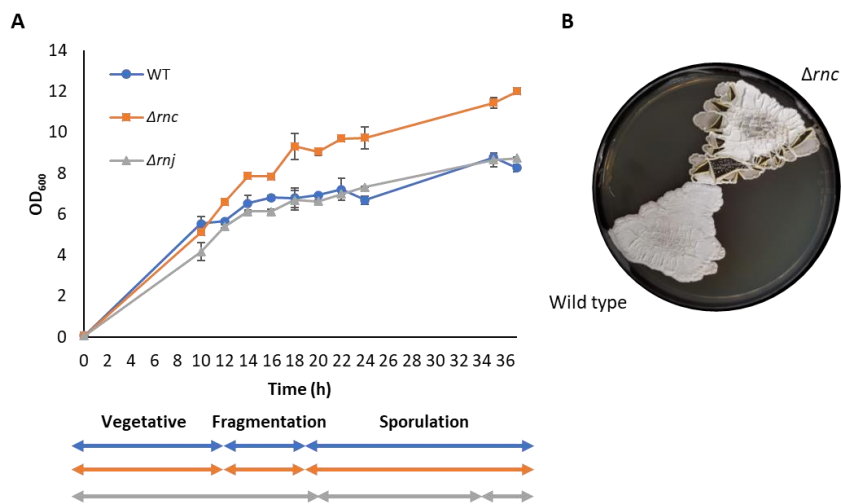 A
B
14
12
10
8
6
4
2
0
OD600
WT
Δrnc
Δrnj
0 2 4 6 8 10 12 14 16 18 20 22 24 26 28 30 32 34 36
Time (h)
Vegetative Fragmentation Sporulation
Δrnc
Wild type